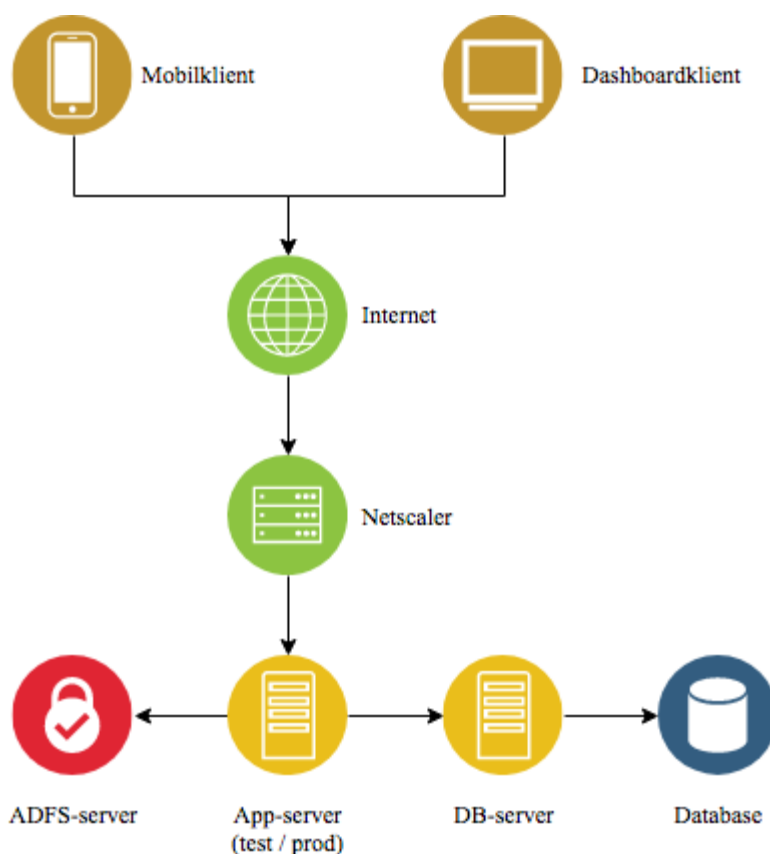 Mobilklient
Dashboardklient
Internet
Netscaler
ADFS-server
App-server
(test / prod)
DB-server
Database